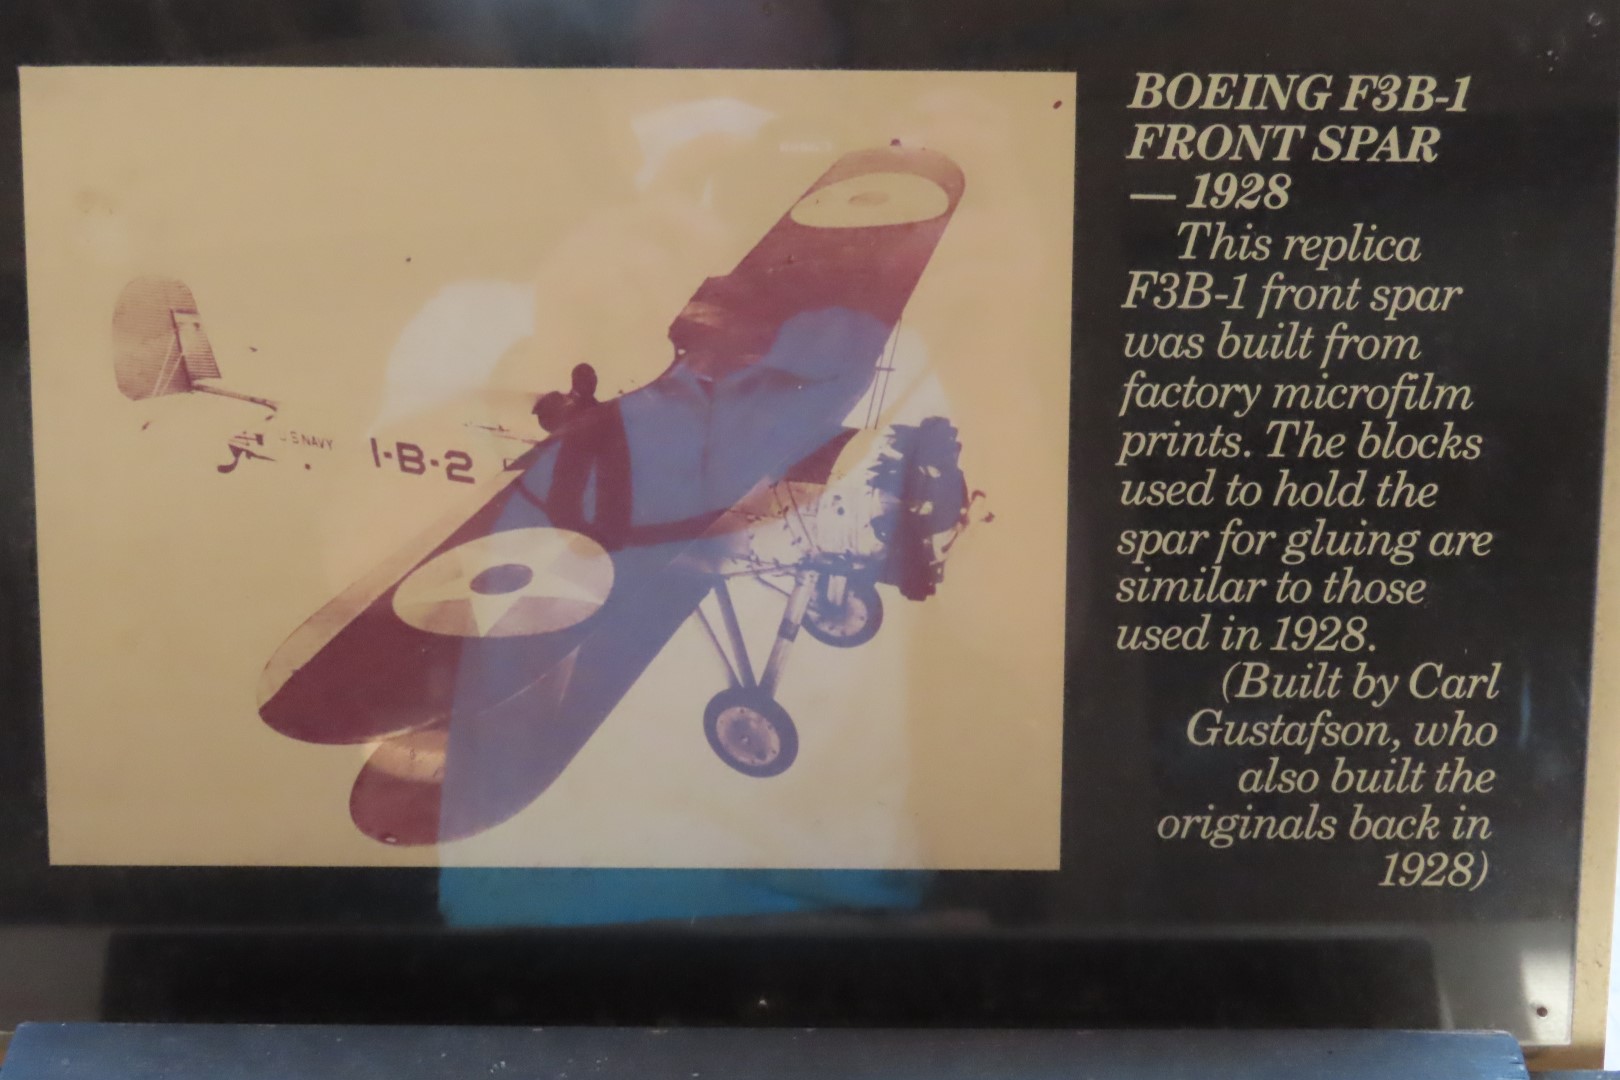 BOEING F3B-1
FRONT SPAR
— 1928
This replica
F3B-1 front spar
was built from
factory microfilm
prints. The blocks
used to hold the
spar for gluing are
similar to those
used in 1928.
(Built by Carl
Gustafson, who
also built the
originals back in
1928)
U S NAVY
1-B-2